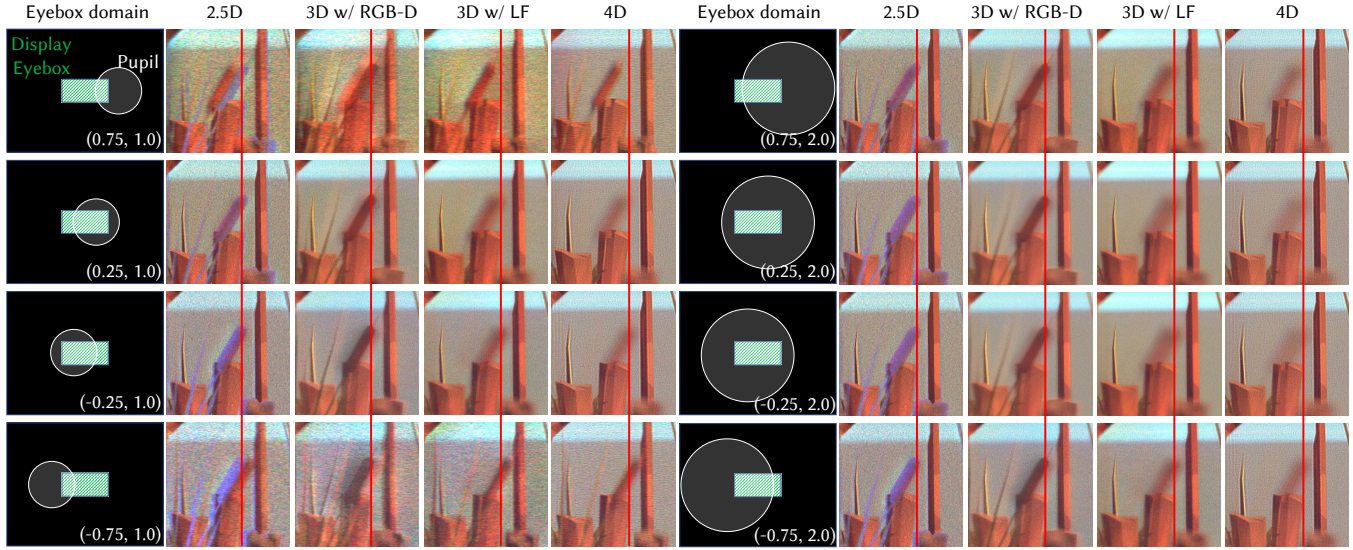 Eyebox domain 2.5D 3D w/ RGB-D 3D w/ LF 4D Eyebox domain 2.5D 3D w/ RGB-D 3D w/ LF 4D
Display
Eyebox
Pupil
(0.75, 1.0) (0.75, 2.0)
(0.25, 1.0) (0.25, 2.0)
(-0.25, 1.0) (-0.25, 2.0)
(-0.75, 1.0) (-0.75, 2.0)